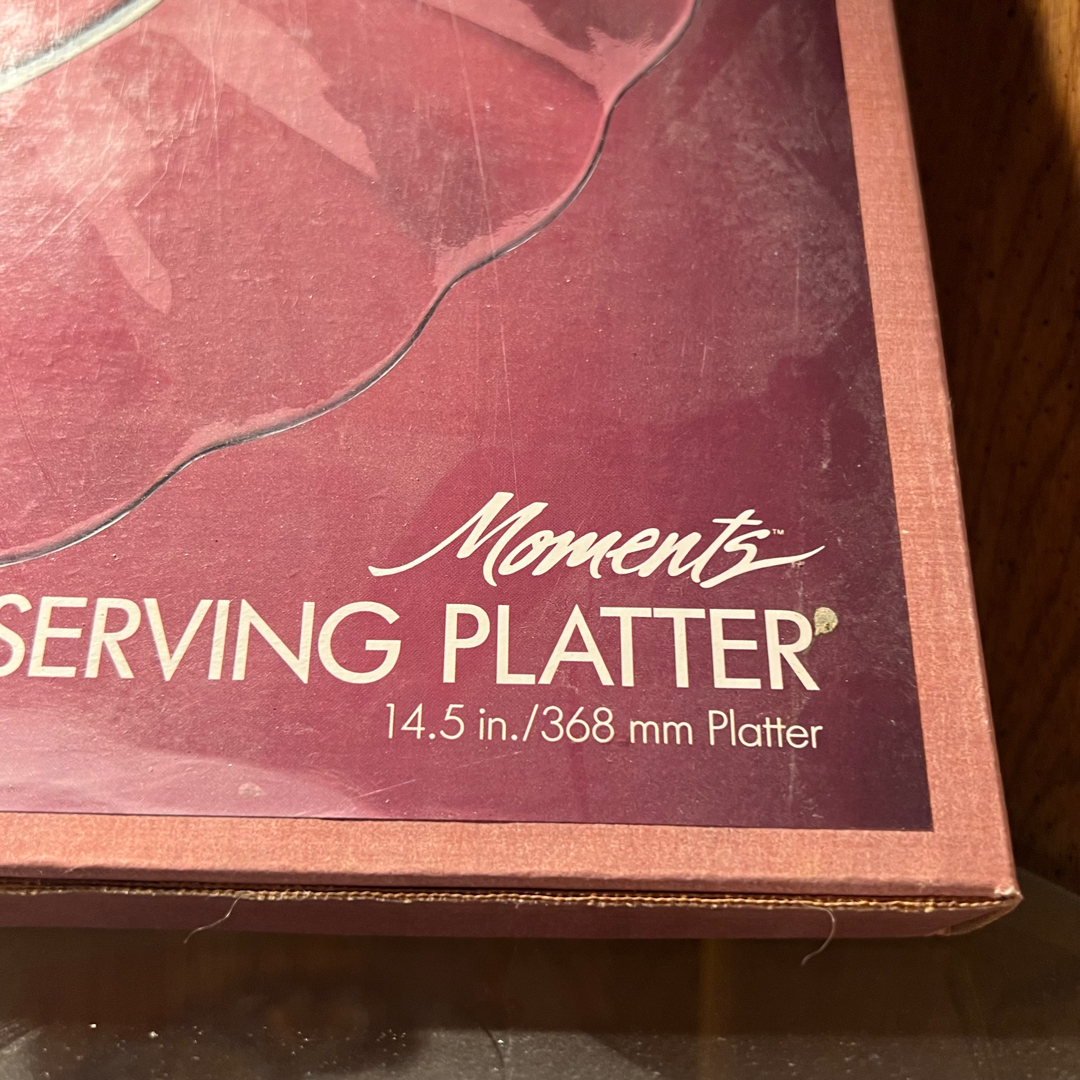 Moments™
SERVING PLATTER
14.5 in./368 mm Platter